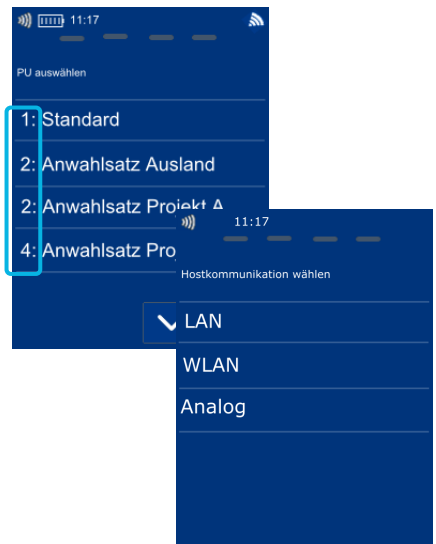 11:17
PU auswählen
1: Standard
2: Anwahlsatz Ausland
2: Anwahlsatz Projekt A
4: Anwahlsatz Pro
11:17
Hostkommunikation wählen
LAN
WLAN
Analog